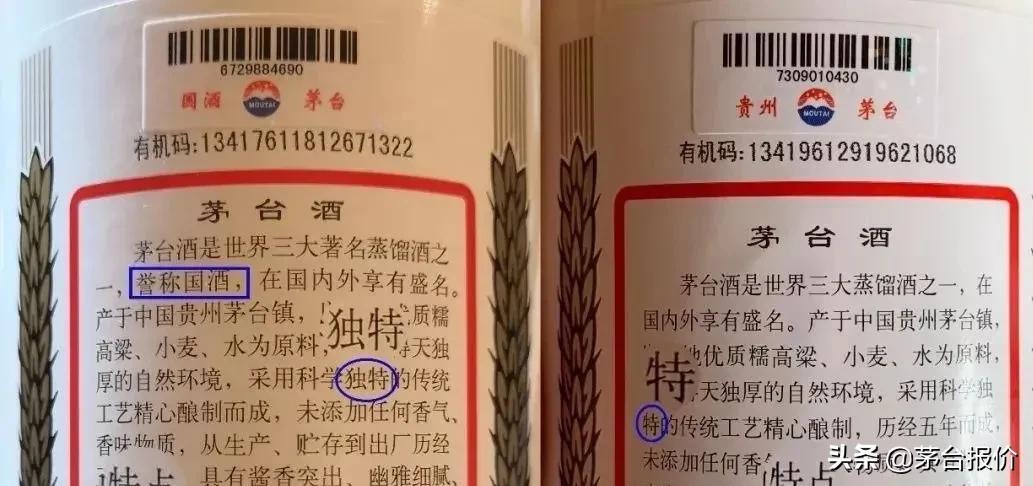 6729884690
国酒 MOUTAI 茅台
有机码:13417611812671322
茅台酒
茅台酒是世界三大著名蒸馏酒之
一，誉称国酒，在国内外享有盛名。
产于中国贵州茅台镇，
独特
质糯
高粱、小麦、水为原料，
天独
厚的自然环境，采用科学独特的传统
工艺精心酿制而成，未添加任何香气、
香味物质，从生产、贮存到出厂历经
特点
具有酱香突出、幽雅细腻、
7309010430
贵州 MOUTAI 茅台
有机码:13419612919621068
茅台酒
茅台酒是世界三大蒸馏酒之一，在
国内外享有盛名。产于中国贵州茅台镇，
特
优质糯高粱、小麦、水为原料，
天独厚的自然环境，采用科学独
特的传统工艺精心酿制，历经五年而成，
未添加任何香气
特点
头条 @茅台报价